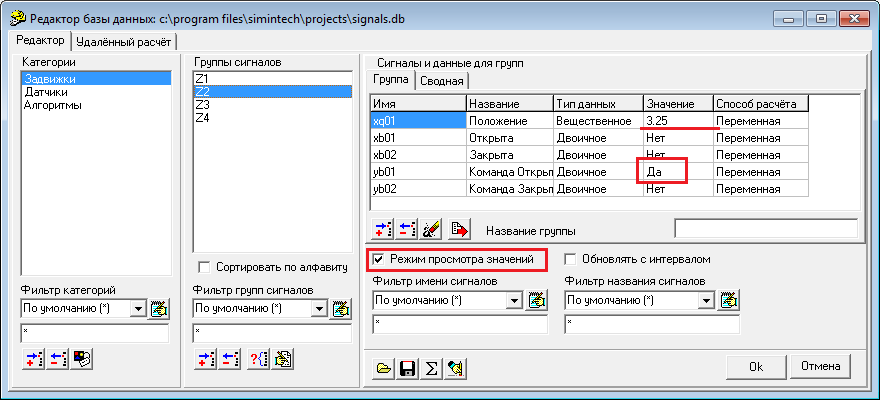 Редактор базы данных: c:\program files\simintech\projects\signals.db
Редактор Удалённый расчёт
Категории
Задвижки
Датчики
Алгоритмы
Фильтр категорий
По умолчанию (*)
*
Группы сигналов
Z1
Z2
Z3
Z4
Сортировать по алфавиту
Фильтр групп сигналов
По умолчанию (*)
*
Сигналы и данные для групп
Группа Сводная
Имя Название Тип данных Значение Способ расчёта
xq01 Положение Вещественное 3.25 Переменная
xb01 Открыта Двоичное Нет Переменная
xb02 Закрыта Двоичное Нет Переменная
yb01 Команда Открып Двоичное Да Переменная
yb02 Команда Закрып Двоичное Нет Переменная
Название группы
Режим просмотра значений Обновлять с интервалом
Фильтр имени сигналов Фильтр названия сигналов
По умолчанию (*) По умолчанию (*)
* *
Ok Отмена